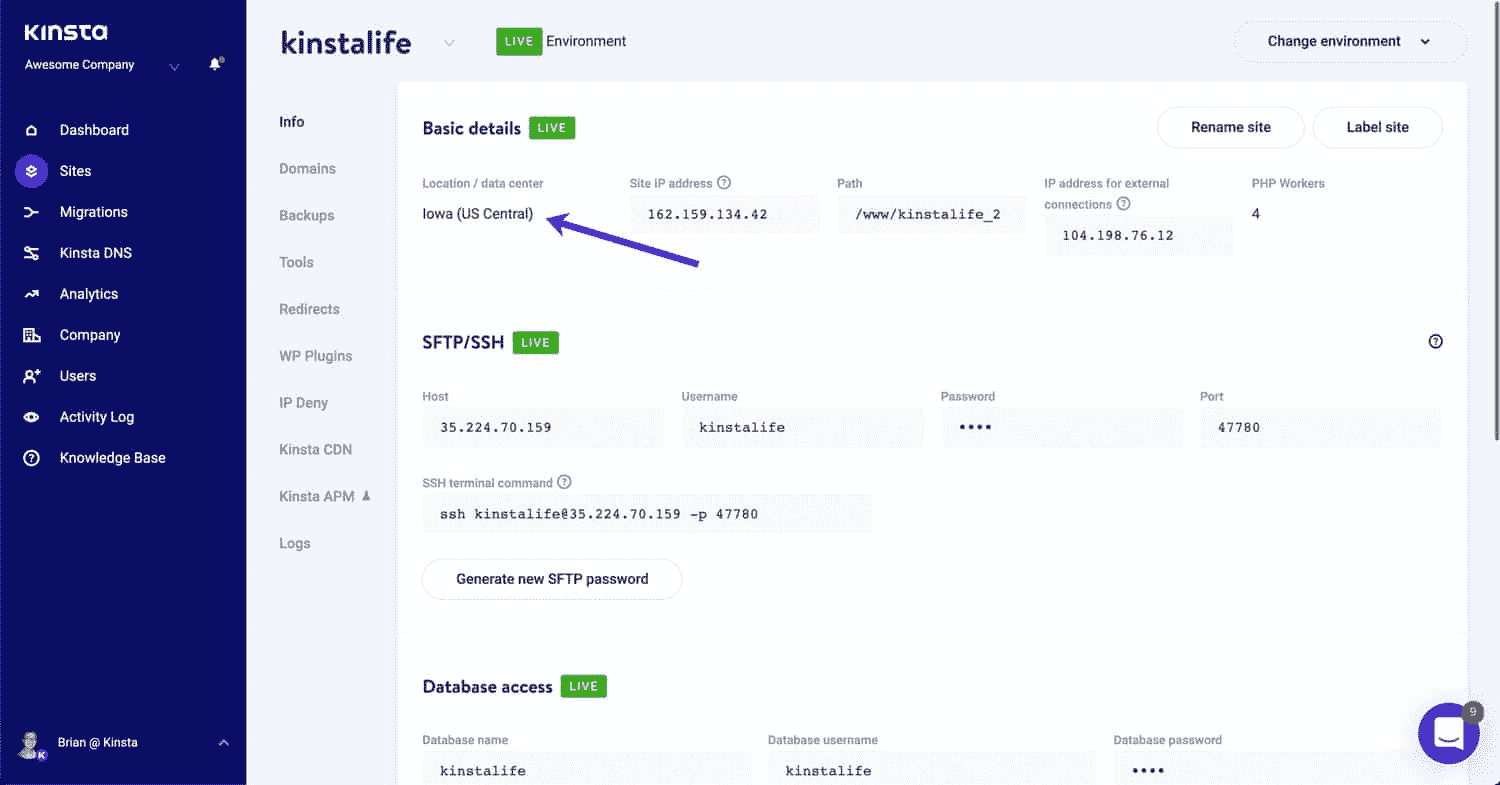 KINSTA
Awesome Company
Dashboard
Sites
Migrations
Kinsta DNS
Analytics
Company
Users
Activity Log
Knowledge Base
Brian @ Kinsta
K
kinstalife
LIVE Environment
Change environment
Info
Domains
Backups
Tools
Redirects
WP Plugins
IP Deny
Kinsta CDN
Kinsta APM
Logs
Basic details LIVE
Rename site
Label site
Location / data center
Iowa (US Central)
Site IP address ?
162.159.134.42
Path
/www/kinstalife_2
IP address for external
connections ?
104.198.76.12
PHP Workers
4
SFTP/SSH LIVE
?
Host
35.224.70.159
Username
kinstalife
Password
••••
Port
47780
SSH terminal command ?
ssh kinstalife@35.224.70.159 -p 47780
Generate new SFTP password
Database access LIVE
Database name
kinstalife
Database username
kinstalife
Database password
••••
9